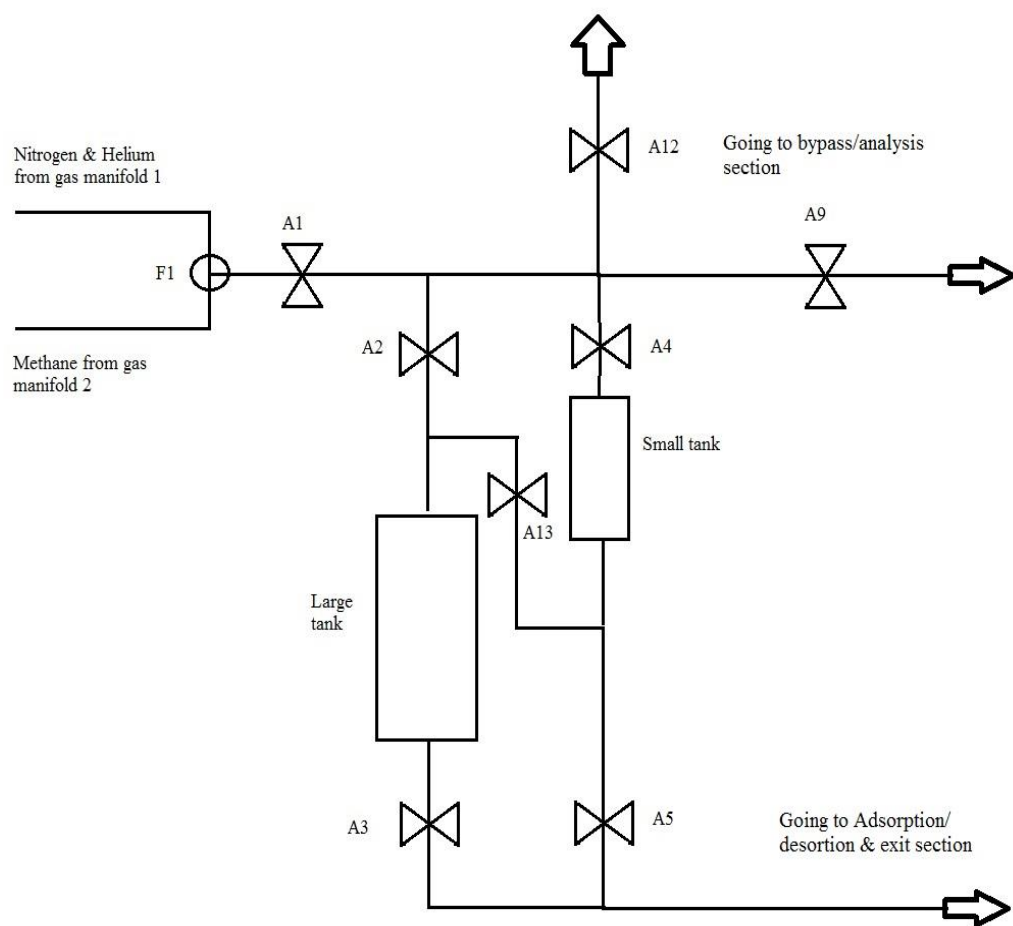 Nitrogen & Helium
from gas manifold 1
A12
Going to bypass/analysis
section
A1
A9
F1
Methane from gas
manifold 2
A2
A4
Small tank
A13
Large
tank
A3
A5
Going to Adsorption/
desortion & exit section